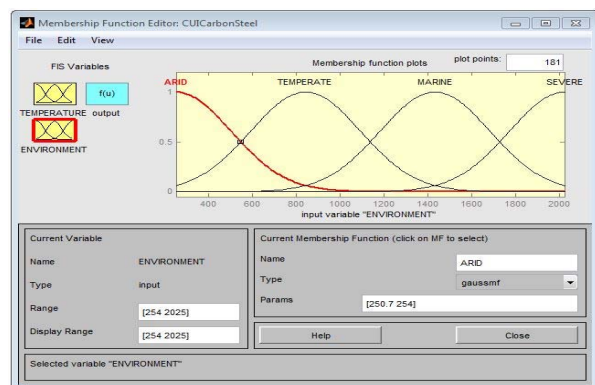 Membership Function Editor: CUICarbonSteel
File Edit View
FIS Variables
Membership function plots
plot points:
181
f(u)
TEMPERATURE output
ENVIRONMENT
ARID
TEMPERATE
MARINE
SEVERE
1
0.5
0
400 600 800 1000 1200 1400 1600 1800 2000
input variable "ENVIRONMENT"
Current Variable
Name ENVIRONMENT
Type input
Range [254 2025]
Display Range [254 2025]
Current Membership Function (click on MF to select)
Name ARID
Type gaussmf
Params [250.7 254]
Help
Close
Selected variable "ENVIRONMENT"